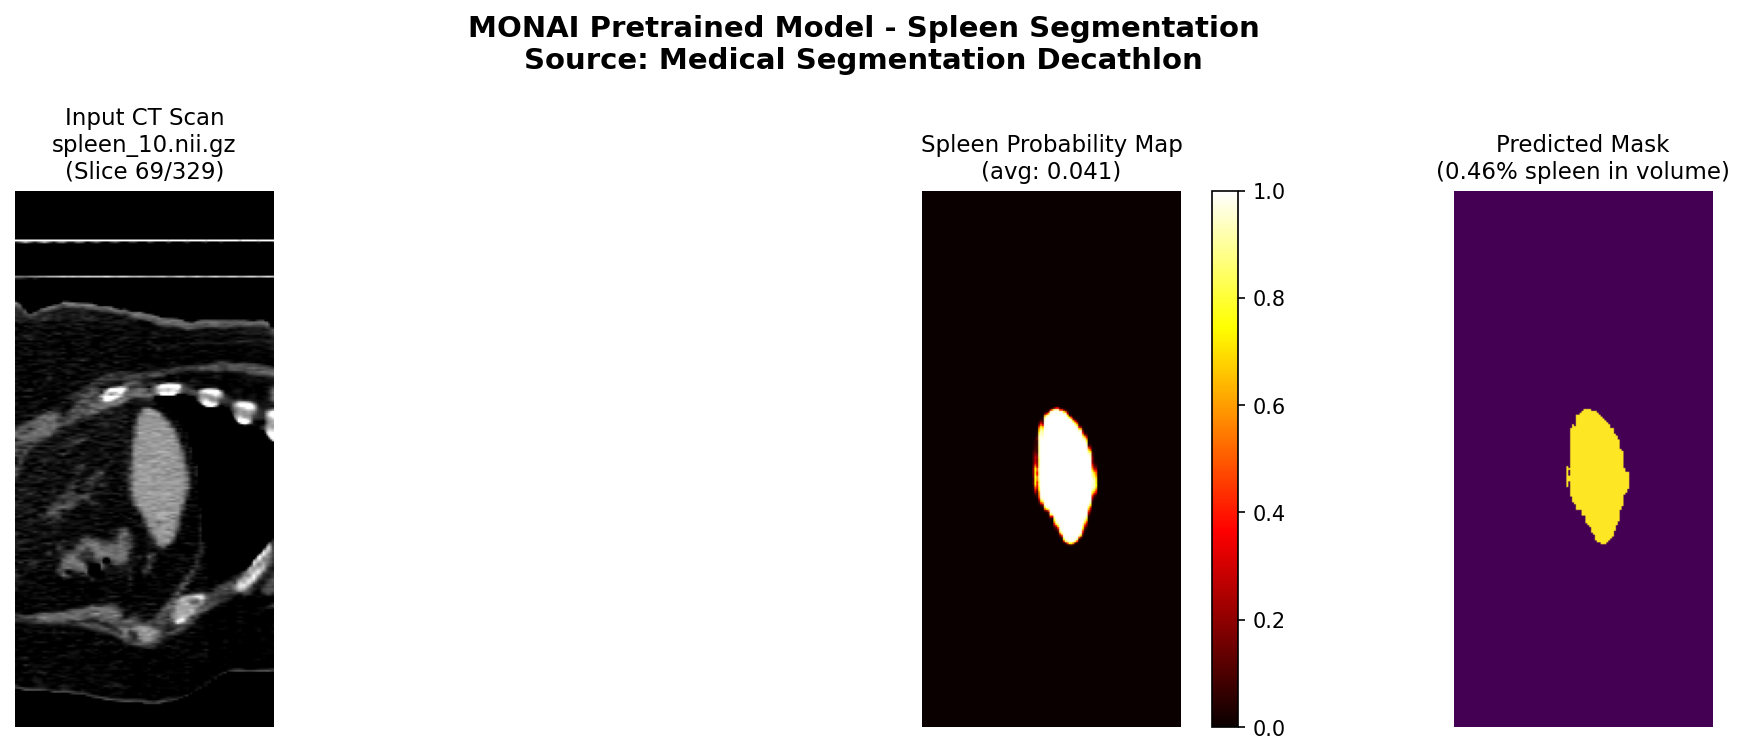 MONAI Pretrained Model - Spleen Segmentation
Source: Medical Segmentation Decathlon
Input CT Scan
spleen_10.nii.gz
(Slice 69/329)
Spleen Probability Map
(avg: 0.041)
1.0
0.8
0.6
0.4
0.2
0.0
Predicted Mask
(0.46% spleen in volume)